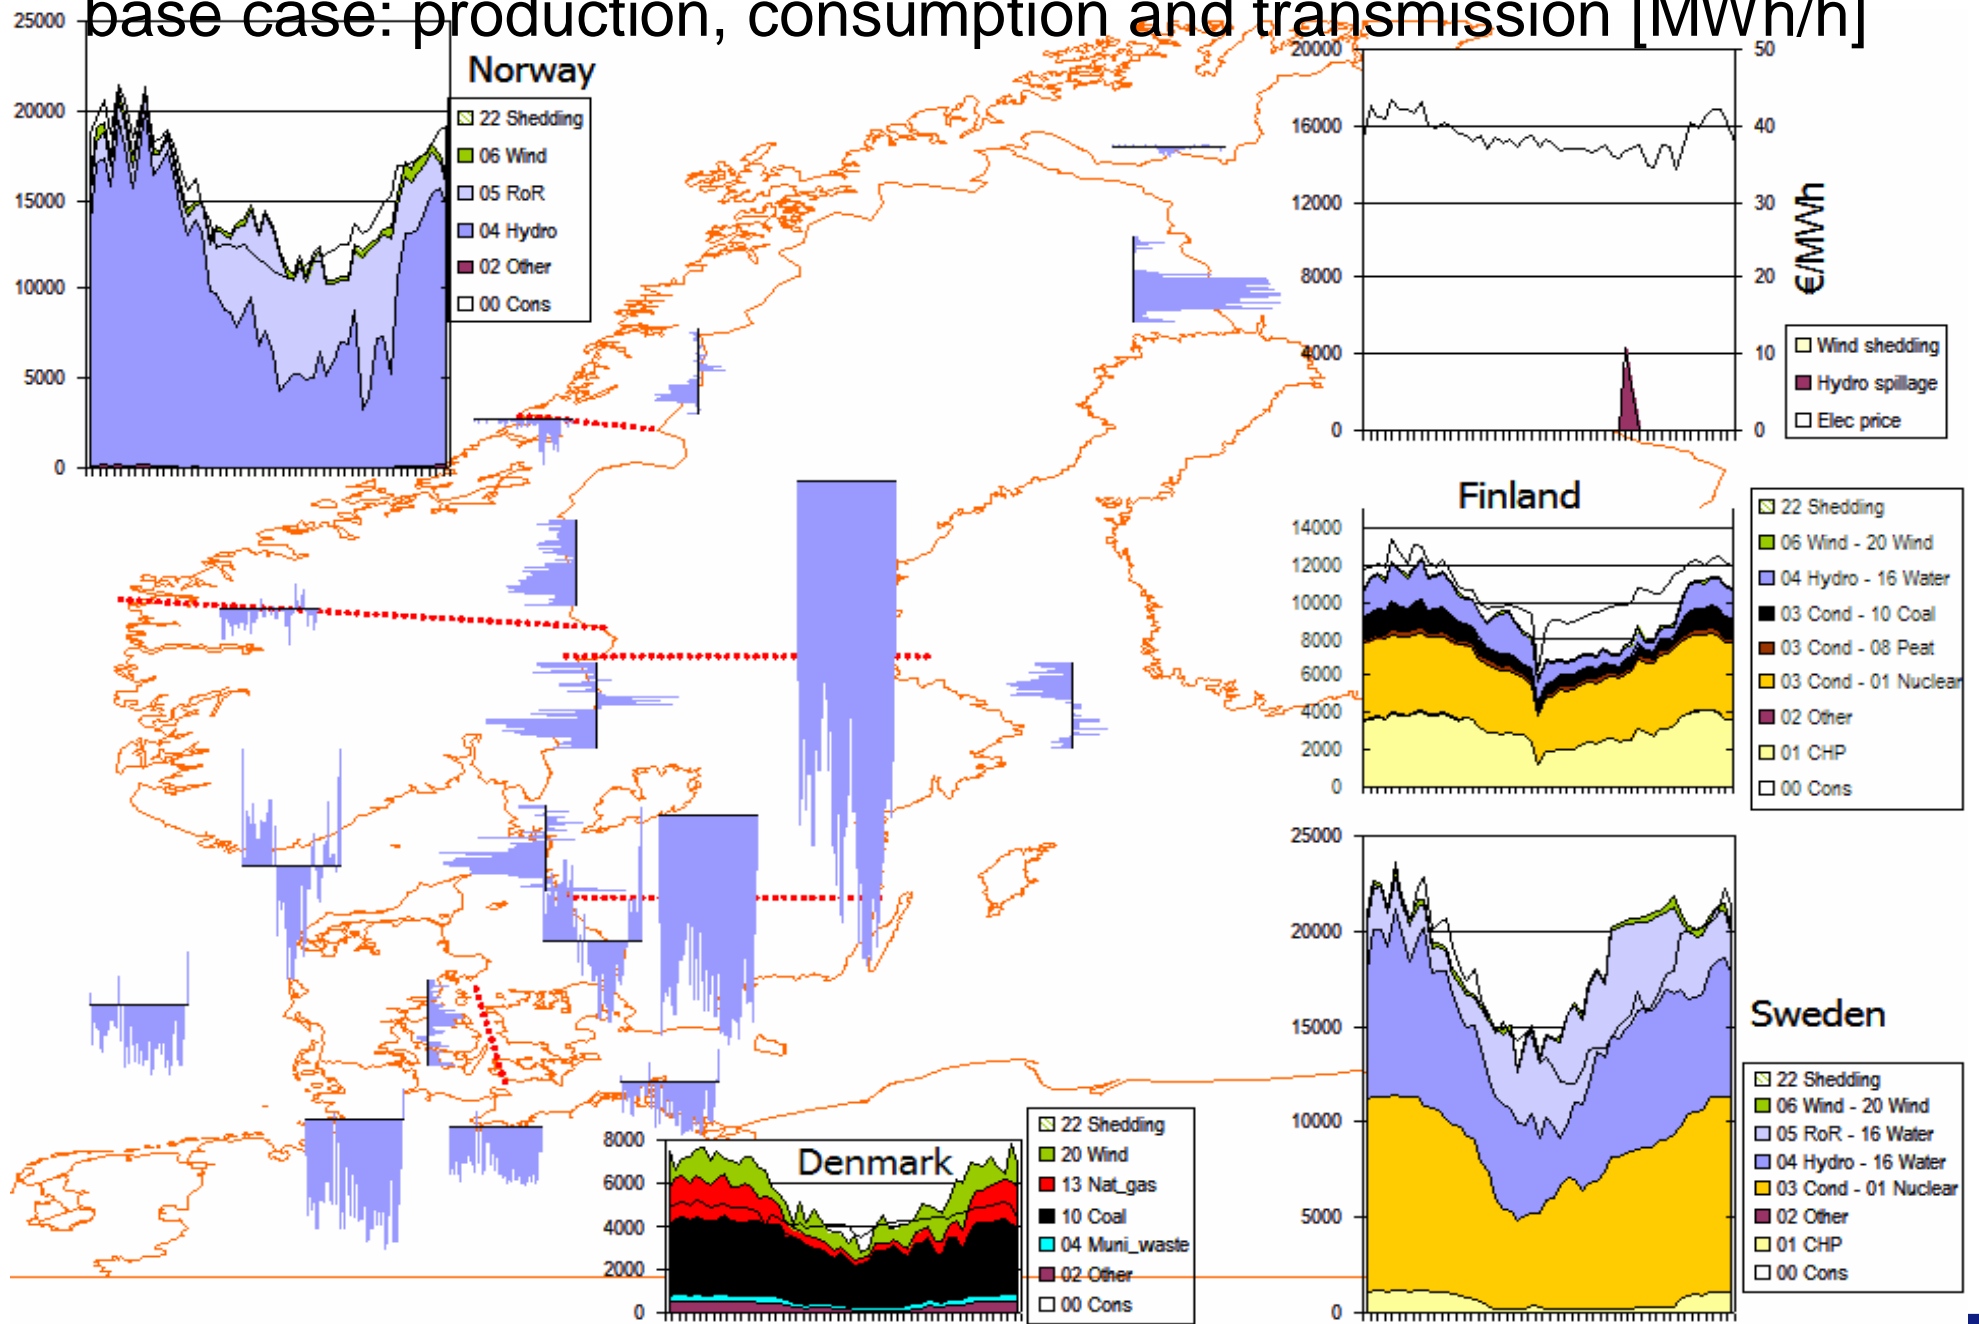 base case: production, consumption and transmission [MWh/h]
Norway
25000
20000
15000
10000
5000
0
22 Shedding
06 Wind
05 RoR
04 Hydro
02 Other
00 Cons
20000
16000
12000
8000
4000
0
50
40
30
20
10
0
€/MWh
Wind shedding
Hydro spillage
Elec price
Finland
14000
12000
10000
8000
6000
4000
2000
0
22 Shedding
06 Wind - 20 Wind
04 Hydro - 16 Water
03 Cond - 10 Coal
03 Cond - 08 Peat
03 Cond - 01 Nuclear
02 Other
01 CHP
00 Cons
Sweden
25000
20000
15000
10000
5000
0
22 Shedding
06 Wind - 20 Wind
05 RoR - 16 Water
04 Hydro - 16 Water
03 Cond - 01 Nuclear
02 Other
01 CHP
00 Cons
Denmark
8000
6000
4000
2000
0
22 Shedding
20 Wind
13 Nat_gas
10 Coal
04 Muni_waste
02 Other
00 Cons